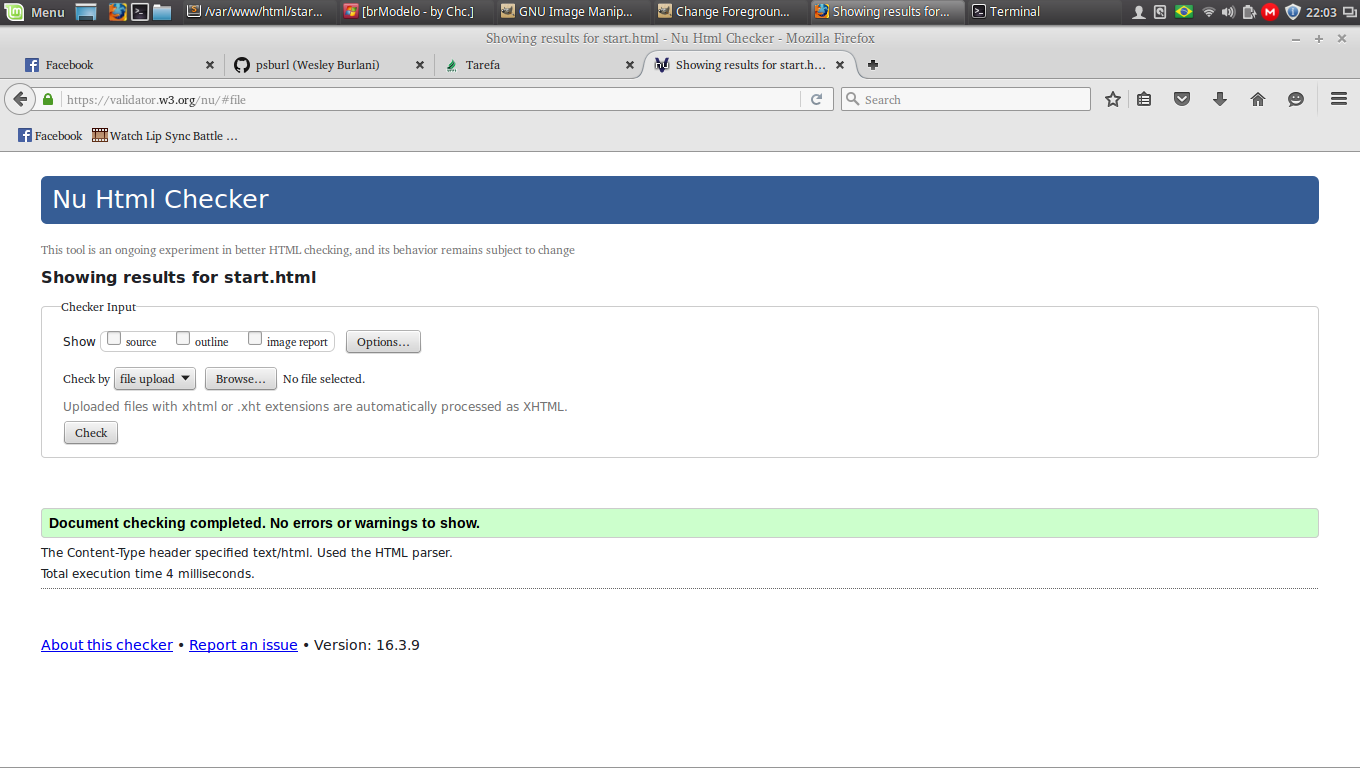 Menu /var/www/html/star... [brModelo - by Chc.] GNU Image Manip... Change Foregroun... Showing results for... Terminal 22:03
Showing results for start.html - Nu Html Checker - Mozilla Firefox
Facebook psburl (Wesley Burlani) Tarefa Showing results for start.h...
https://validator.w3.org/nu/#file Search
Facebook Watch Lip Sync Battle ...
Nu Html Checker
This tool is an ongoing experiment in better HTML checking, and its behavior remains subject to change
Showing results for start.html
Checker Input
Show source outline image report Options...
Check by file upload Browse... No file selected.
Uploaded files with xhtml or .xht extensions are automatically processed as XHTML.
Check
Document checking completed. No errors or warnings to show.
The Content-Type header specified text/html. Used the HTML parser.
Total execution time 4 milliseconds.
About this checker • Report an issue • Version: 16.3.9